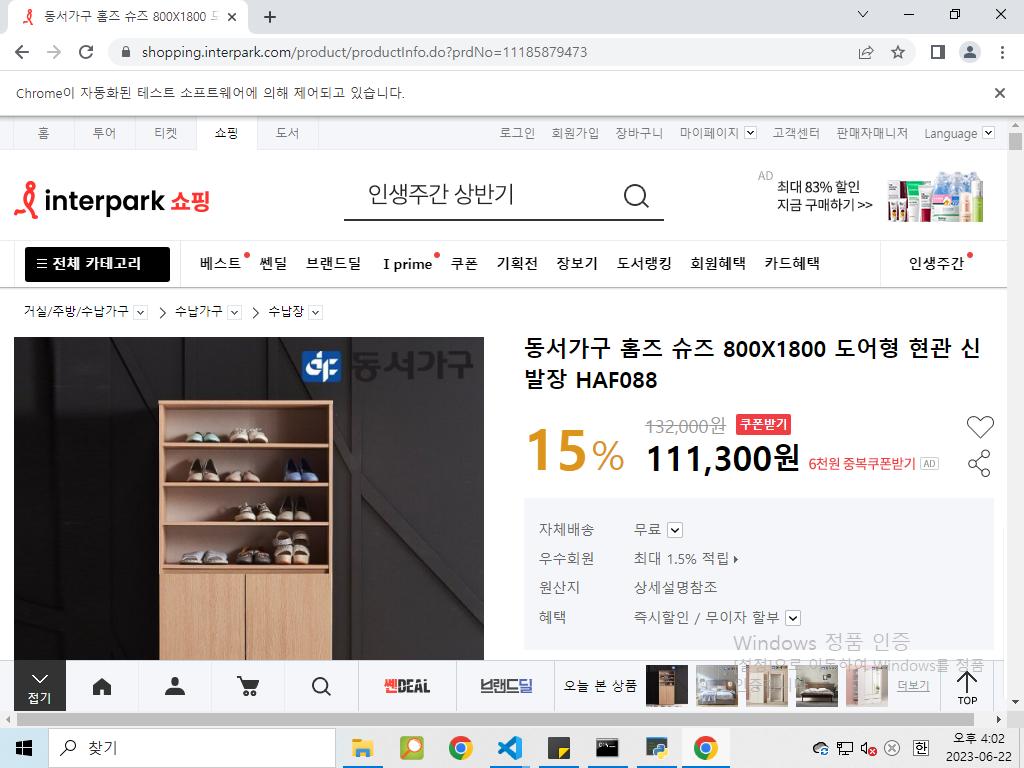 동서가구 홈즈 슈즈 800X1800 도
shopping.interpark.com/product/productInfo.do?prdNo=11185879473
Chrome이 자동화된 테스트 소프트웨어에 의해 제어되고 있습니다.
홈 투어 티켓 쇼핑 도서 로그인 회원가입 장바구니 마이페이지 고객센터 판매자매니저 Language
interpark 쇼핑
인생주간 상반기
AD
최대 83% 할인
지금 구매하기 >>
전체 카테고리 베스트 쎈딜 브랜드딜 I prime 쿠폰 기획전 장보기 도서랭킹 회원혜택 카드혜택 인생주간
거실/주방/수납가구 수납가구 수납장
동서가구
동서가구 홈즈 슈즈 800X1800 도어형 현관 신
발장 HAF088
15%
132,000원 쿠폰받기
111,300원 6천원 중복쿠폰받기 AD
자체배송 무료
우수회원 최대 1.5% 적립
원산지 상세설명참조
혜택 즉시할인 / 무이자 할부
Windows 정품 인증
[설정]으로 이동하여 Windows를 정품
접기
쎈DEAL 브랜드딜 오늘 본 상품 더보기 TOP
찾기
한
오후 4:02
2023-06-22